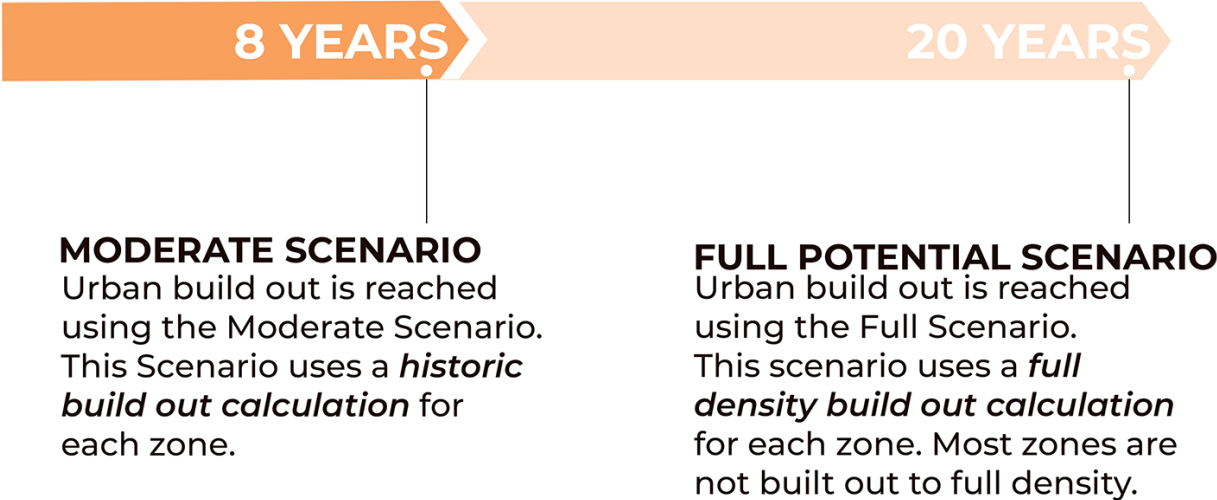 8 YEARS
20 YEARS
MODERATE SCENARIO
Urban build out is reached
using the Moderate Scenario.
This Scenario uses a historic
build out calculation for
each zone.
FULL POTENTIAL SCENARIO
Urban build out is reached
using the Full Scenario.
This scenario uses a full
density build out calculation
for each zone. Most zones are
not built out to full density.